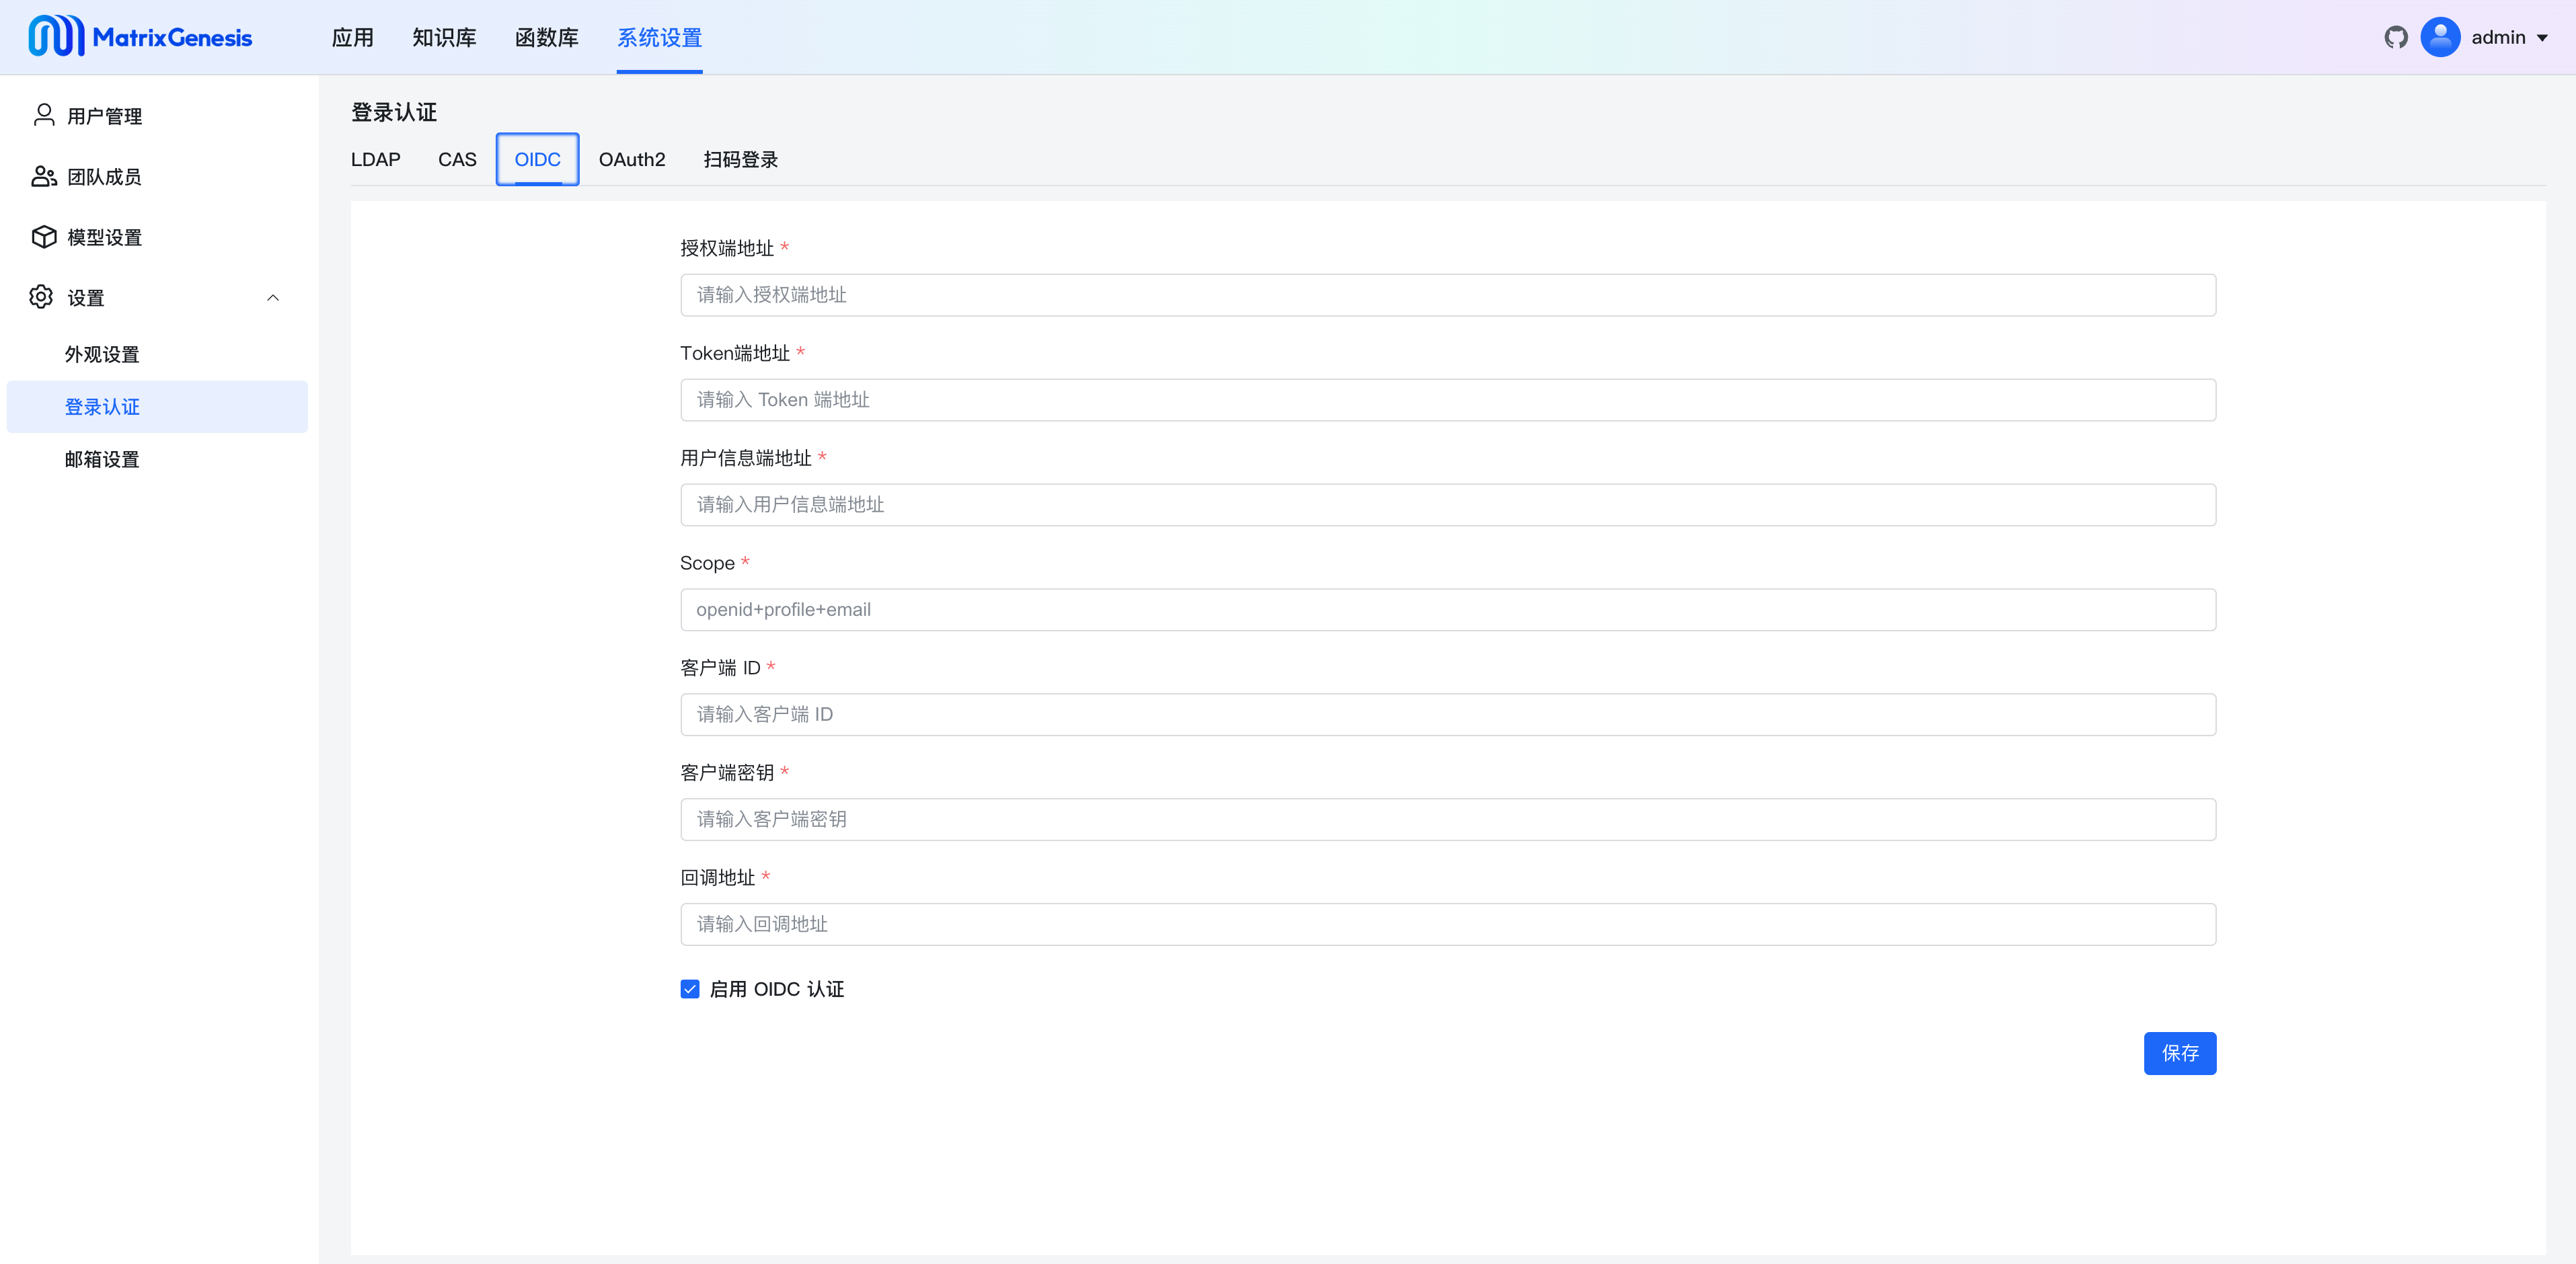 MatrixGenesis 应用 知识库 函数库 系统设置 admin
用户管理
团队成员
模型设置
设置
外观设置
登录认证
邮箱设置
登录认证
LDAP CAS OIDC OAuth2 扫码登录
授权端地址 *
请输入授权端地址
Token端地址 *
请输入 Token 端地址
用户信息端地址 *
请输入用户信息端地址
Scope *
openid+profile+email
客户端 ID *
请输入客户端 ID
客户端密钥 *
请输入客户端密钥
回调地址 *
请输入回调地址
启用 OIDC 认证
保存